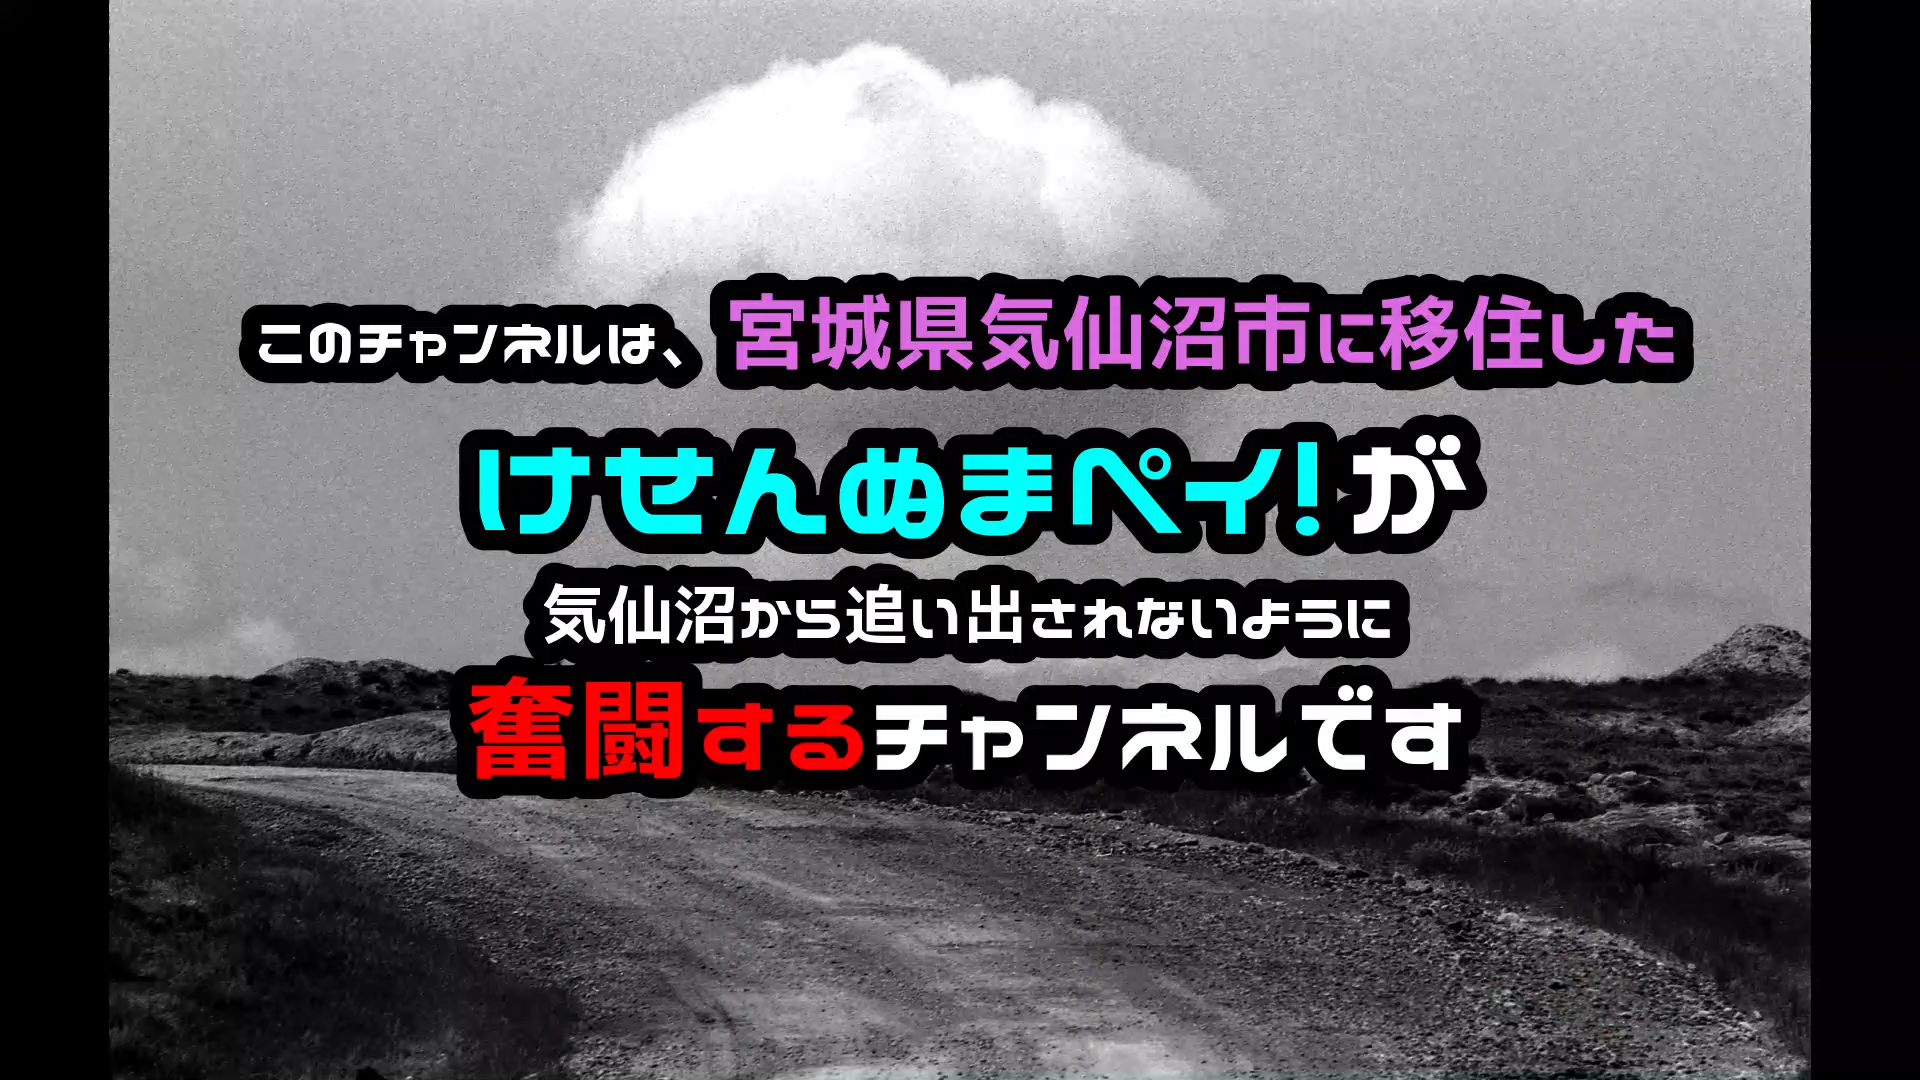 このチャンネルは、宮城県気仙沼市に移住した
けせんぬまペイ!が
気仙沼から追い出されないように
奮闘するチャンネルです